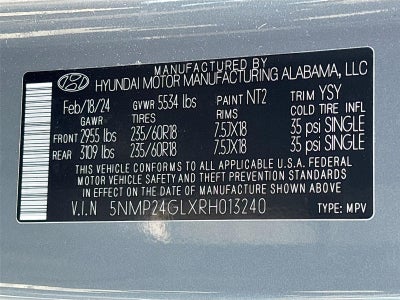 MANUFACTURED BY
HYUNDAI MOTOR MANUFACTURING ALABAMA, LLC
Feb/18/24 GVWR 5534 lbs PAINT NT2 TRIM YSY
GAWR TIRES RIMS COLD TIRE INFL
FRONT 2955 lbs 235/60R18 7.5JX18 35 psi SINGLE
REAR 3109 lbs 235/60R18 7.5JX18 35 psi SINGLE
THIS VEHICLE CONFORMS TO ALL APPLICABLE U.S.A. FEDERAL
MOTOR VEHICLE SAFETY AND THEFT PREVENTION STANDARDS
IN EFFECT ON THE DATE OF MANUFACTURE SHOWN ABOVE.
V.I.N 5NMP24GLXRH013240 TYPE: MPV